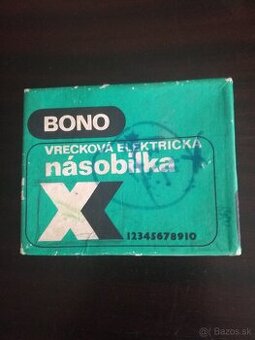 BONO
VRECKOVÁ ELEKTRICKÁ
násobilka
X
12345678910
Bazos.sk